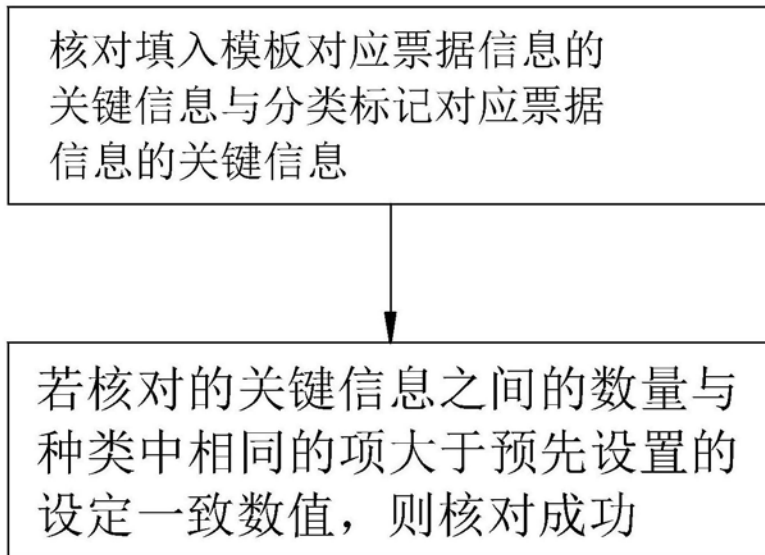 核对填入模板对应票据信息的
关键信息与分类标记对应票据
信息的关键信息
若核对的关键信息之间的数量与
种类中相同的项大于预先设置的
设定一致数值，则核对成功